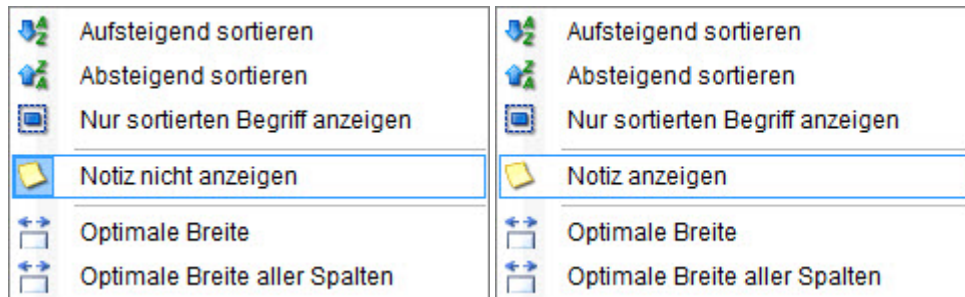 Aufsteigend sortieren
Absteigend sortieren
Nur sortierten Begriff anzeigen
Notiz nicht anzeigen
Optimale Breite
Optimale Breite aller Spalten
Aufsteigend sortieren
Absteigend sortieren
Nur sortierten Begriff anzeigen
Notiz anzeigen
Optimale Breite
Optimale Breite aller Spalten